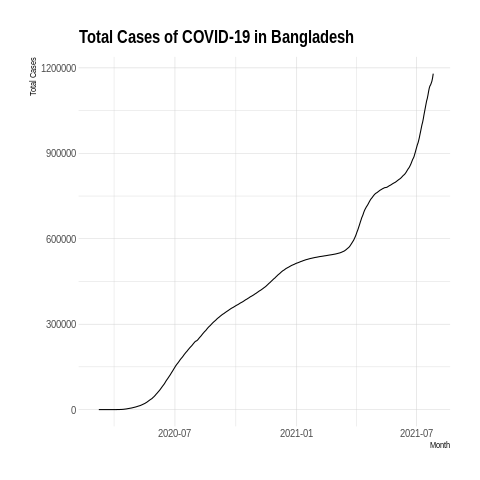 Total Cases of COVID-19 in Bangladesh
Total Cases
1200000
900000
600000
300000
0
2020-07
2021-01
2021-07
Month